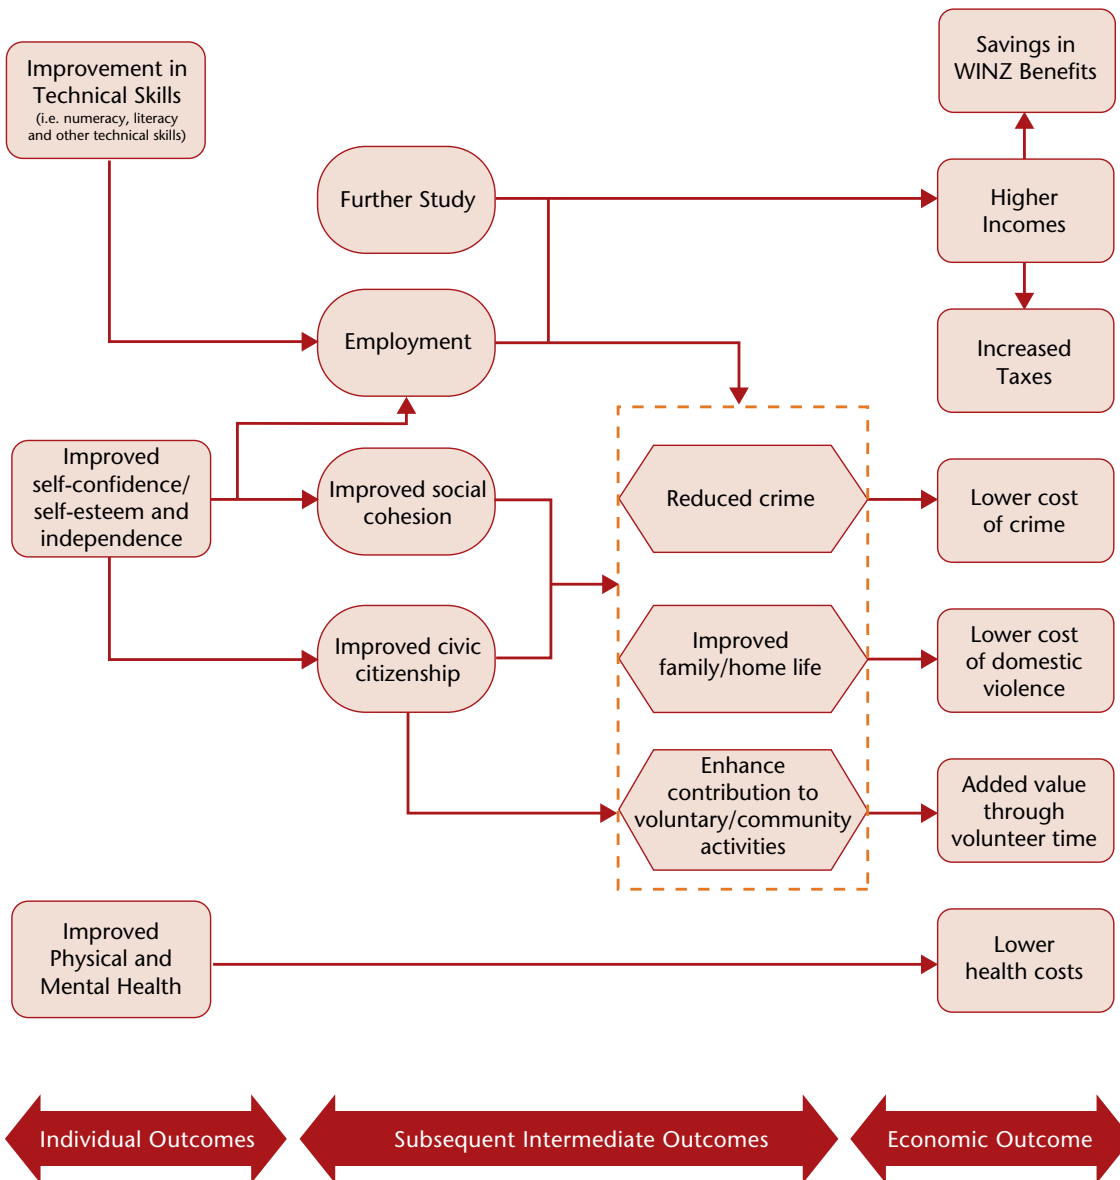 Improvement in
Technical Skills
(i.e. numeracy, literacy
and other technical skills)
Further Study
Savings in
WINZ Benefits
Higher
Incomes
Employment
Increased
Taxes
Improved
self-confidence/
self-esteem and
independence
Improved social
cohesion
Reduced crime
Lower cost
of crime
Improved civic
citizenship
Improved
family/home life
Lower cost
of domestic
violence
Enhance
contribution to
voluntary/community
activities
Added value
through
volunteer time
Improved
Physical and
Mental Health
Lower
health costs
Individual Outcomes
Subsequent Intermediate Outcomes
Economic Outcome